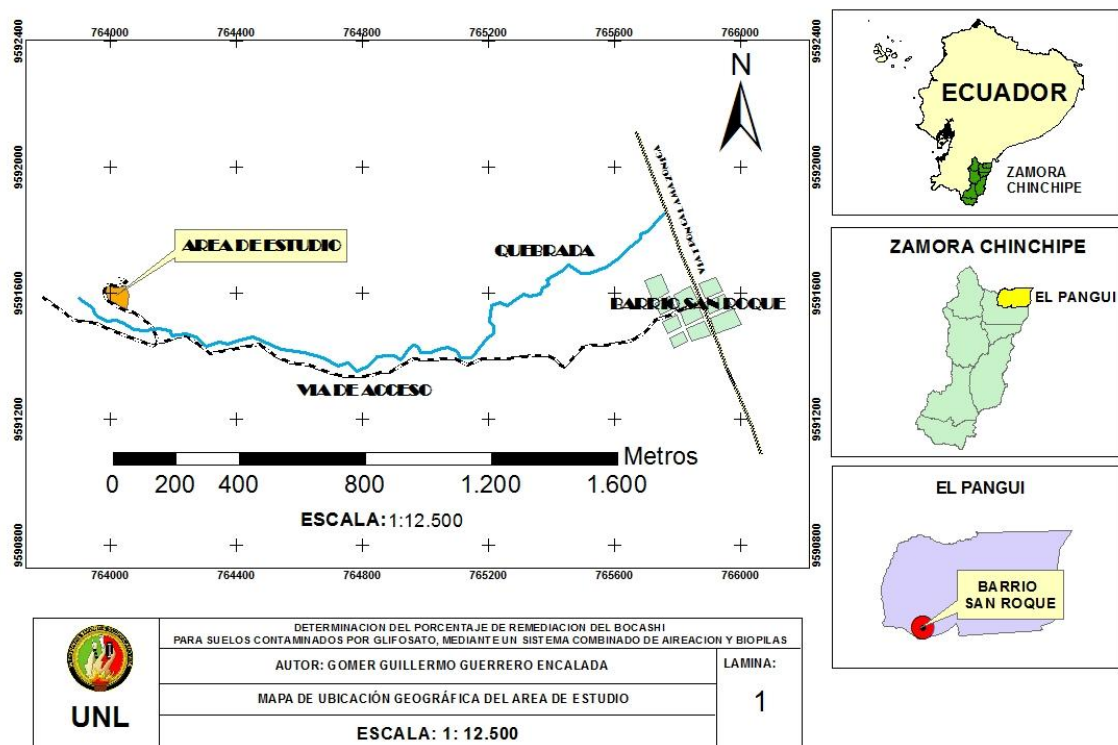 764000 764400 764800 765200 765600 766000
9592400
9592400
N
9592000
9592000
VIA PUNGAL AMAZÓNICA
AREA DE ESTUDIO
QUEBRADA
9591600
9591600
BARRIO SAN ROQUE
VIA DE ACCESO
9591200
9591200
Metros
0 200 400 800 1.200 1.600
ESCALA: 1:12.500
9590800
9590800
764000 764400 764800 765200 765600 766000
ECUADOR
ZAMORA
CHINCHIPE
ZAMORA CHINCHIPE
EL PANGUI
EL PANGUI
BARRIO
SAN ROQUE
UNL
DETERMINACION DEL PORCENTAJE DE REMEDIACION DEL BOCASHI
PARA SUELOS CONTAMINADOS POR GLIFOSATO, MEDIANTE UN SISTEMA COMBINADO DE AIREACION Y BIOPILAS
AUTOR: GOMER GUILLERMO GUERRERO ENCALADA
MAPA DE UBICACIÓN GEOGRÁFICA DEL AREA DE ESTUDIO
ESCALA: 1: 12.500
LAMINA:
1